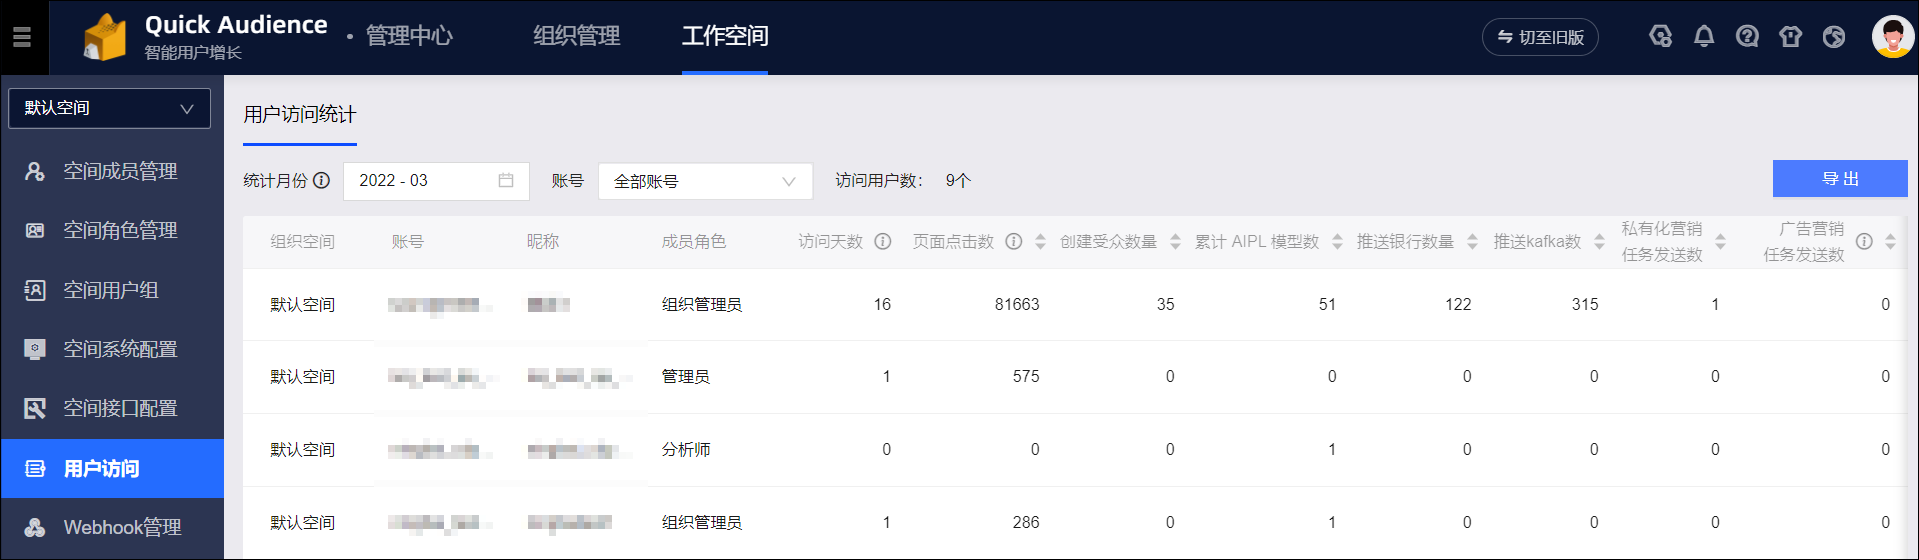 Quick Audience
智能用户增长
管理中心
组织管理
工作空间
切至旧版
默认空间
空间成员管理
空间角色管理
空间用户组
空间系统配置
空间接口配置
用户访问
Webhook管理
用户访问统计
统计月份 2022 - 03 账号 全部账号 访问用户数： 9个 导 出
组织空间 账号 昵称 成员角色 访问天数 页面点击数 创建受众数量 累计 AIPL 模型数 推送银行数量 推送kafka数 私有化营销 任务发送数 广告营销 任务发送数
默认空间 组织管理员 16 81663 35 51 122 315 1 0
默认空间 管理员 1 575 0 0 0 0 0 0
默认空间 分析师 0 0 0 1 0 0 0 0
默认空间 组织管理员 1 286 0 1 0 0 0 0